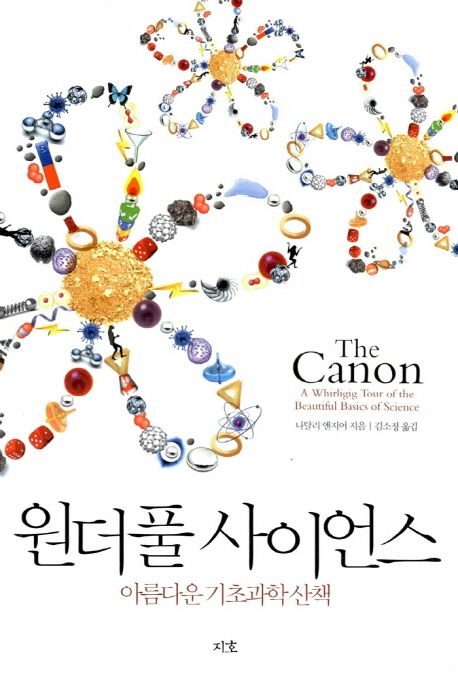 The
Canon
A Whirligig Tour of the
Beautiful Basics of Science
나탈리 앤지어 지음 | 김소정 옮김
원더풀 사이언스
아름다운 기초과학 산책
지호